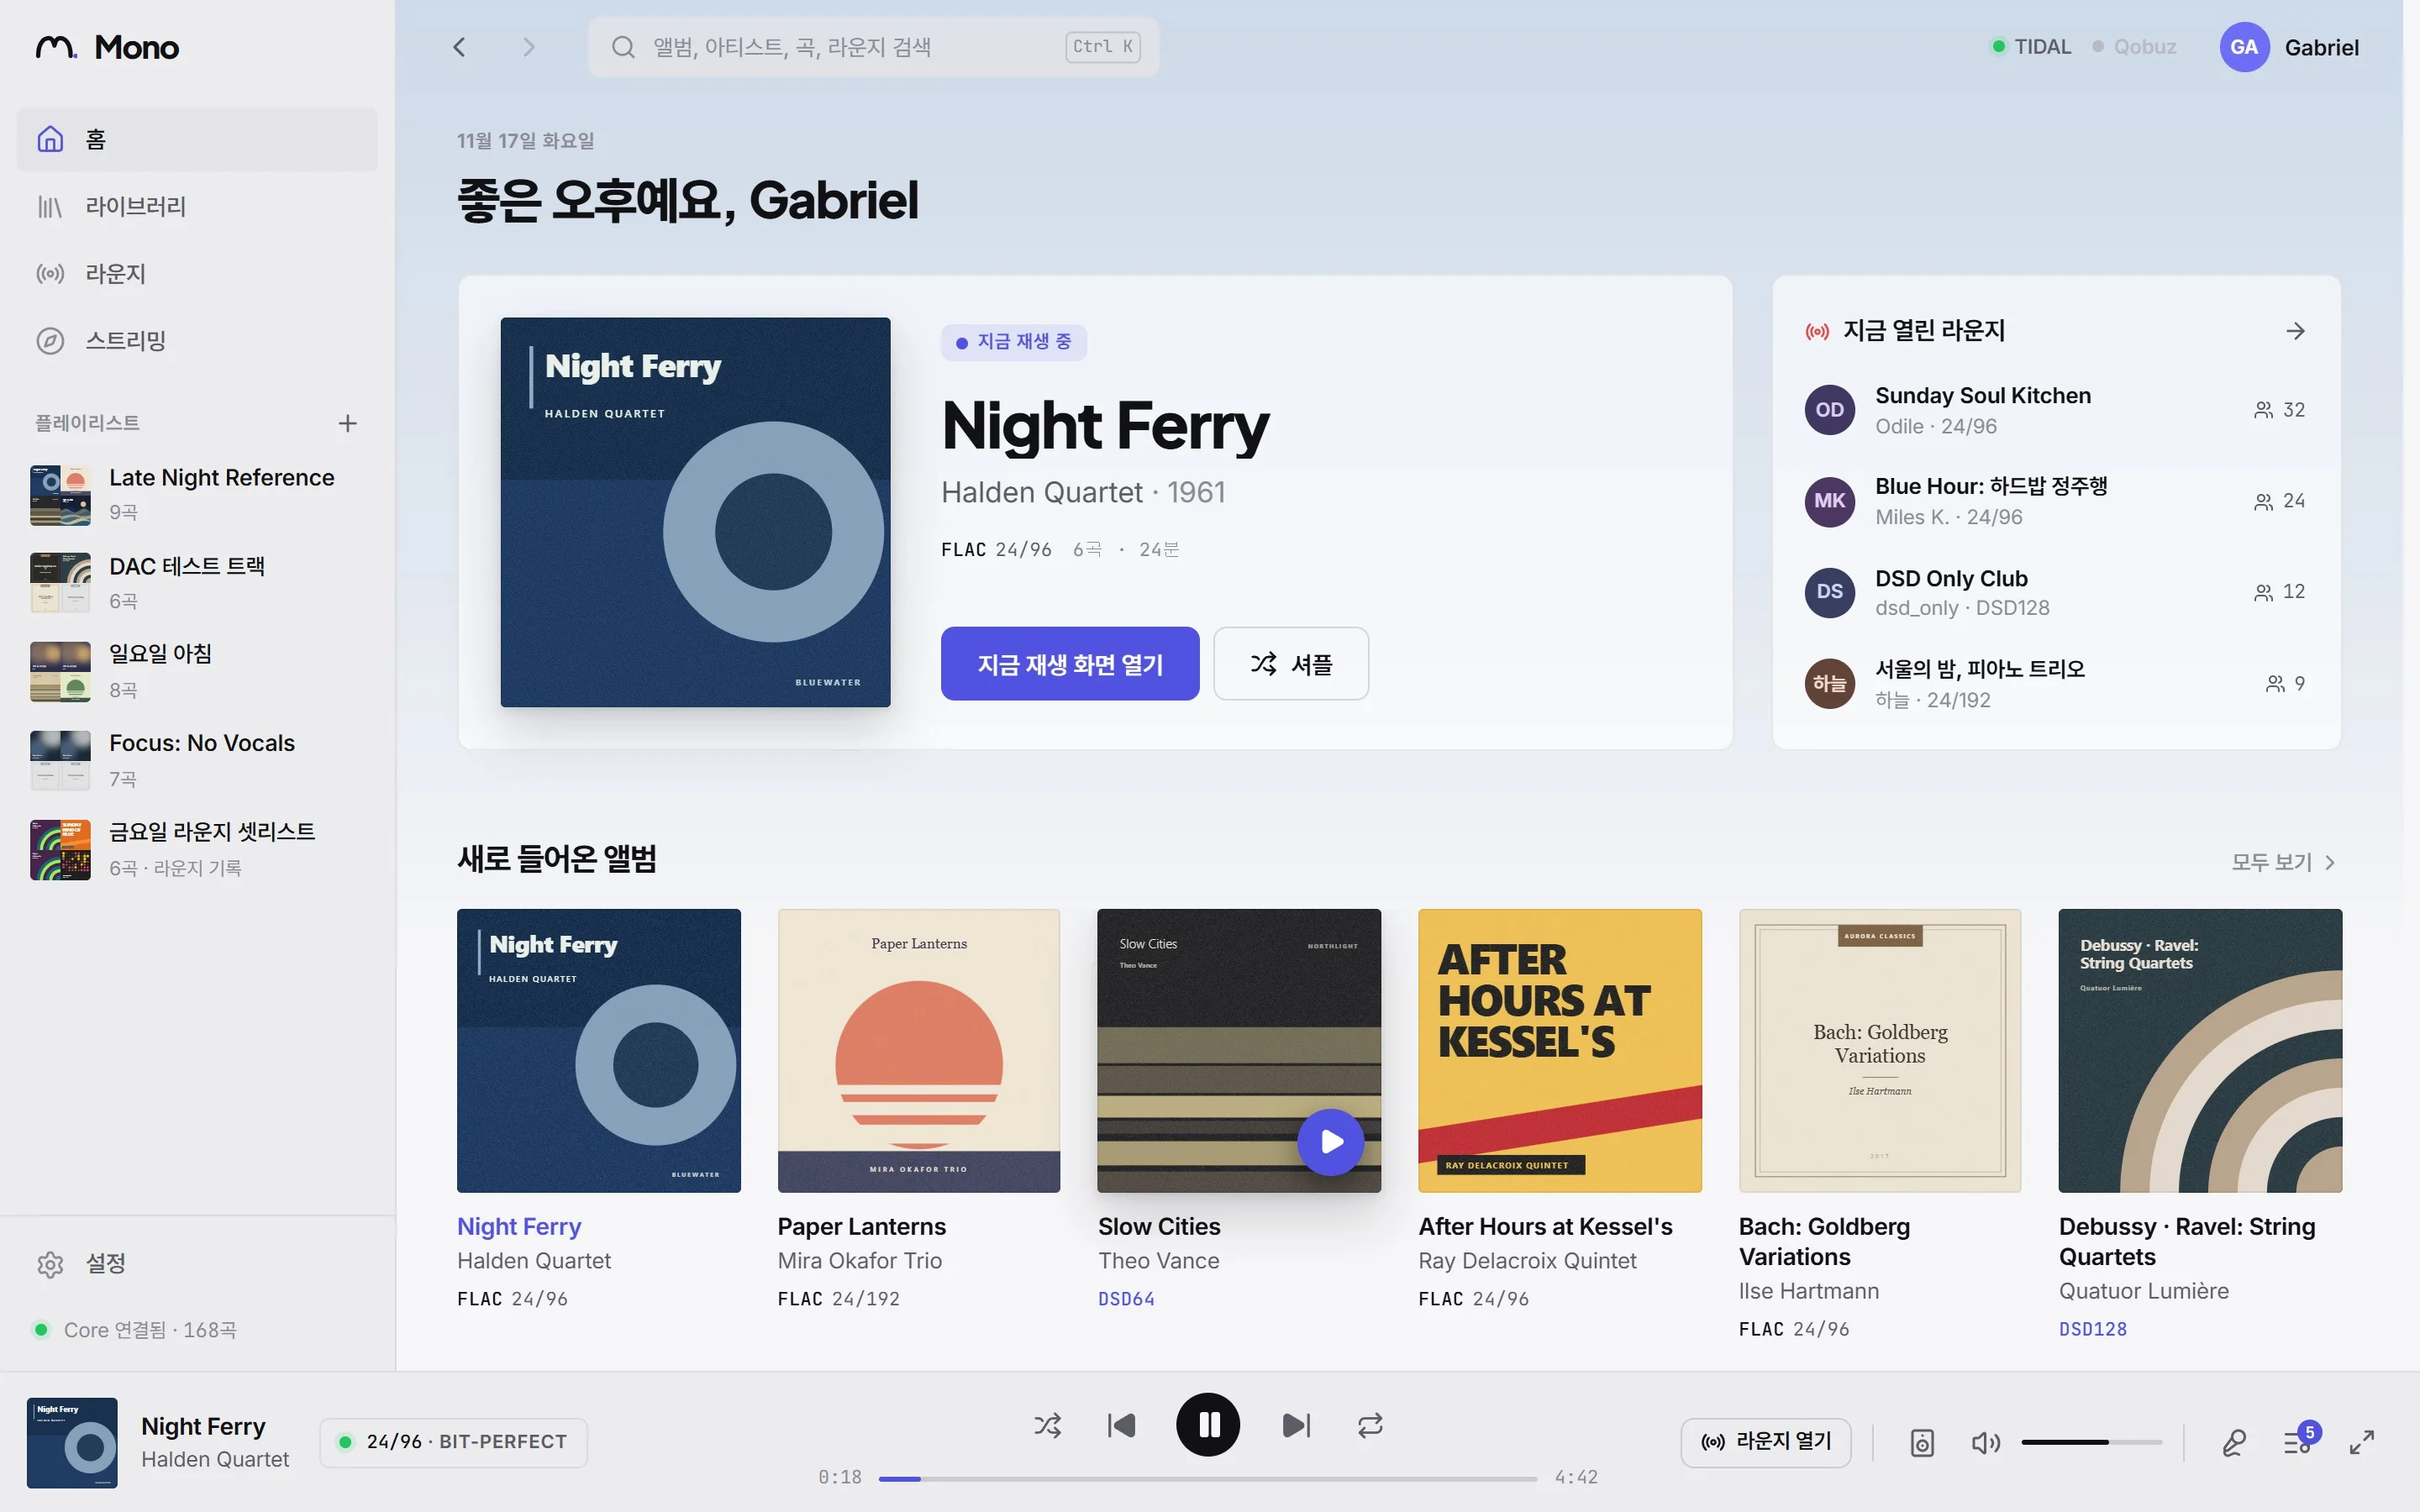 Mono
홈
라이브러리
라운지
스트리밍
플레이리스트
Late Night Reference
9곡
DAC 테스트 트랙
6곡
일요일 아침
8곡
Focus: No Vocals
7곡
금요일 라운지 셋리스트
6곡 · 라운지 기록
설정
Core 연결됨 · 168곡
앨범, 아티스트, 곡, 라운지 검색
Ctrl K
TIDAL
Qobuz
GA
Gabriel
11월 17일 화요일
좋은 오후예요, Gabriel
Night Ferry
HALDEN QUARTET
BLUEWATER
지금 재생 중
Night Ferry
Halden Quartet · 1961
FLAC 24/96 6곡 · 24분
지금 재생 화면 열기
셔플
지금 열린 라운지
OD
Sunday Soul Kitchen
Odile · 24/96
32
MK
Blue Hour: 하드밥 정주행
Miles K. · 24/96
24
DS
DSD Only Club
dsd_only · DSD128
12
하늘
서울의 밤, 피아노 트리오
하늘 · 24/192
9
새로 들어온 앨범
모두 보기
Night Ferry
HALDEN QUARTET
BLUEWATER
Night Ferry
Halden Quartet
FLAC 24/96
Paper Lanterns
MIRA OKAFOR TRIO
Paper Lanterns
Mira Okafor Trio
FLAC 24/192
Slow Cities
NORTHLIGHT
Theo Vance
Slow Cities
Theo Vance
DSD64
AFTER
HOURS AT
KESSEL'S
RAY DELACROIX QUINTET
After Hours at Kessel's
Ray Delacroix Quintet
FLAC 24/96
AURORA CLASSICS
Bach: Goldberg
Variations
Ilse Hartmann
2017
Bach: Goldberg
Variations
Ilse Hartmann
FLAC 24/96
Debussy · Ravel:
String Quartets
Quatuor Lumière
Debussy · Ravel: String
Quartets
Quatuor Lumière
DSD128
Night Ferry
Night Ferry
Halden Quartet
24/96 · BIT-PERFECT
0:18
4:42
라운지 열기
5